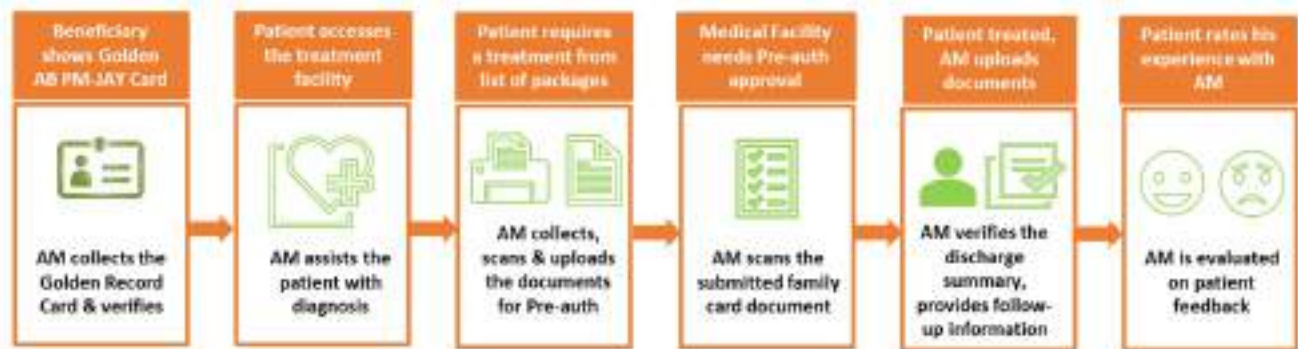 Beneficiary
shows Golden
AB PM-JAY Card
AM collects the
Golden Record
Card & verifies
Patient accesses
the treatment
facility
AM assists the
patient with
diagnosis
Patient requires
a treatment from
list of packages
AM collects,
scans & uploads
the documents
for Pre-auth
Medical Facility
needs Pre-auth
approval
AM scans the
submitted family
card document
Patient treated,
AM uploads
documents
AM verifies the
discharge
summary,
provides follow-
up information
Patient rates his
experience with
AM
AM is evaluated
on patient
feedback